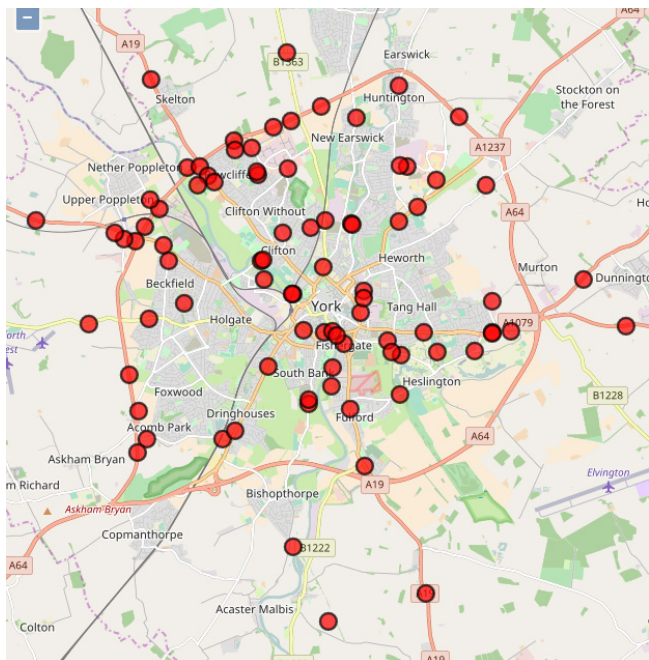 −
A64
A19
B1363
Earswick
Skelton
Huntington
Stockton on
the Forest
New Earswick
A1237
Nether Poppleton
Upper Poppleton
Clifton Without
A64
Clifton
Heworth
Murton
Dunnington
Beckfield
York
Tang Hall
Holgate
A1079
Fishergate
South Bank
Foxwood
Heslington
B1228
Dringhouses
Fulford
Acomb Park
A64
Askham Bryan
Elvington
m Richard
Bishopthorpe
A19
Askham Bryan
Copmanthorpe
B1222
A64
A19
Acaster Malbis
Colton